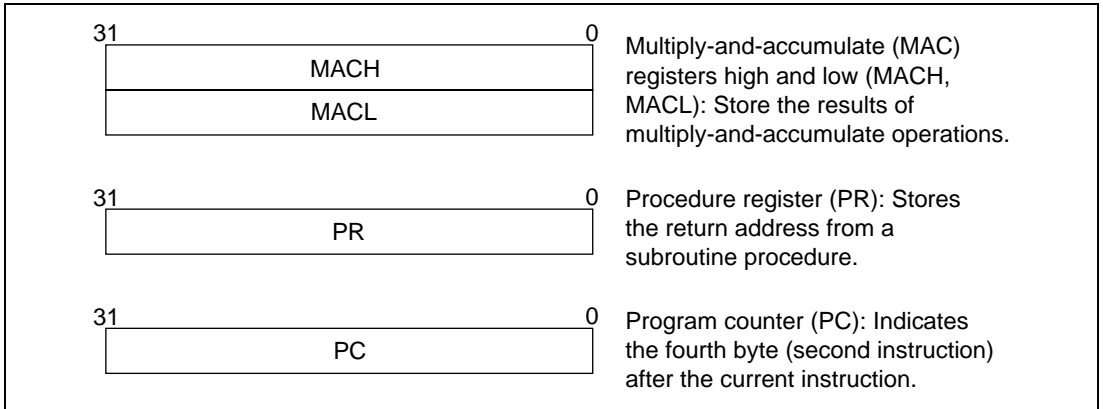 31 0
MACH
MACL
Multiply-and-accumulate (MAC)
registers high and low (MACH,
MACL): Store the results of
multiply-and-accumulate operations.
31 0
PR
Procedure register (PR): Stores
the return address from a
subroutine procedure.
31 0
PC
Program counter (PC): Indicates
the fourth byte (second instruction)
after the current instruction.